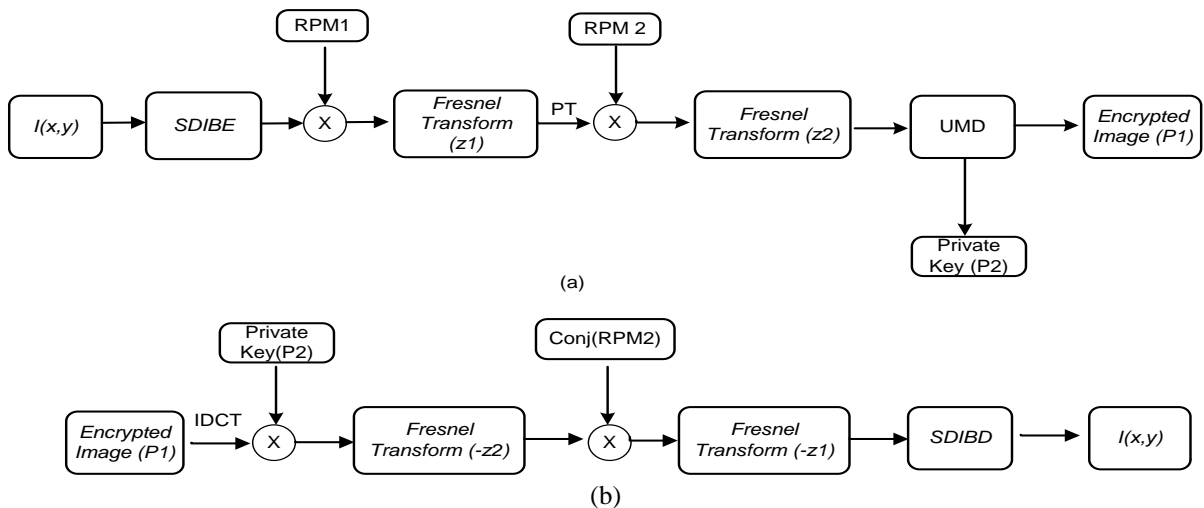 RPM1
RPM 2
I(x,y)
SDIBE
X
Fresnel
Transform
(z1)
PT
X
Fresnel
Transform (z2)
UMD
Encrypted
Image (P1)
Private
Key (P2)
(a)
Private
Key(P2)
Conj(RPM2)
Encrypted
Image (P1)
IDCT
X
Fresnel
Transform (-z2)
X
Fresnel
Transform (-z1)
SDIBD
I(x,y)
(b)